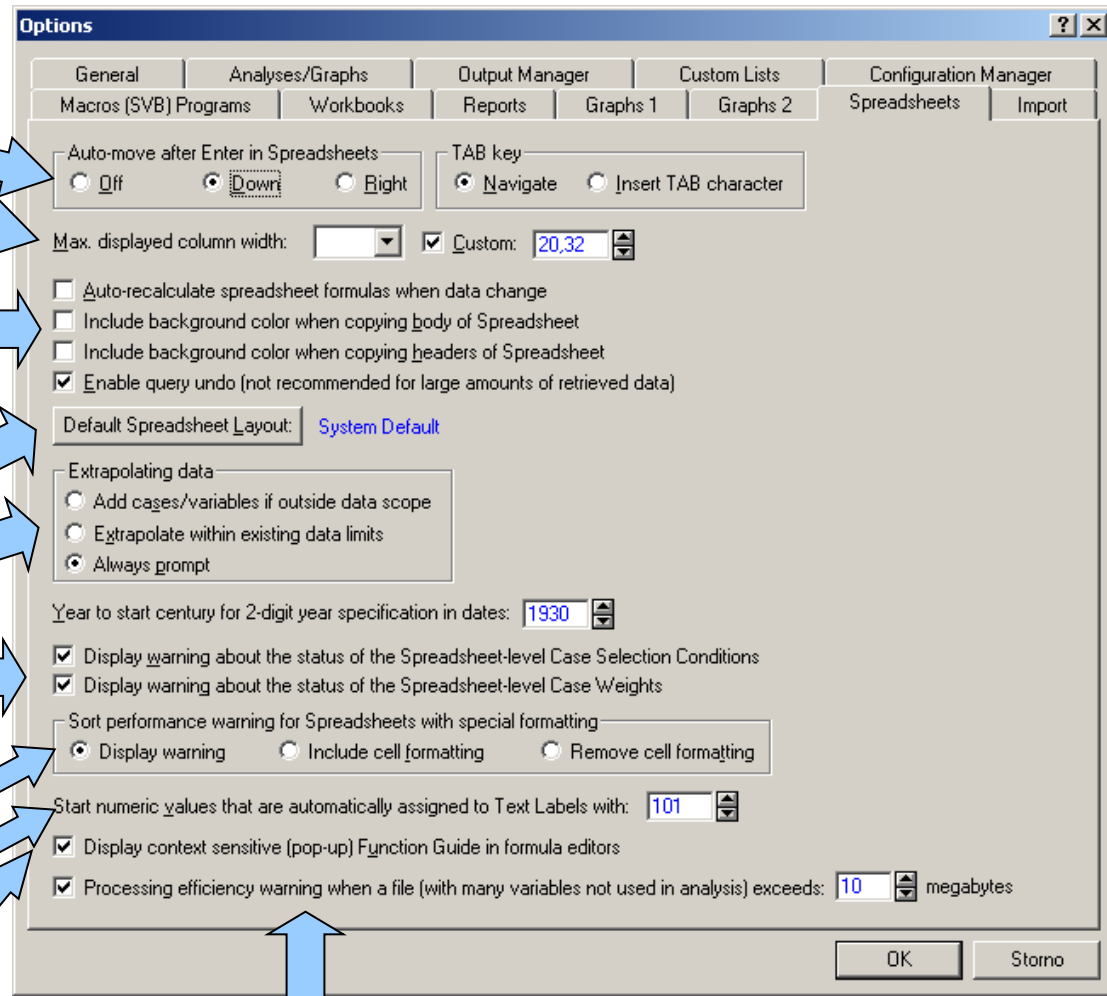 Options
General Analyses/Graphs Output Manager Custom Lists Configuration Manager
Macros (SVB) Programs Workbooks Reports Graphs 1 Graphs 2 Spreadsheets Import
Auto-move after Enter in Spreadsheets TAB key
Off Down Right Navigate Insert TAB character
Max. displayed column width: Custom: 20,32
Auto-recalculate spreadsheet formulas when data change
Include background color when copying body of Spreadsheet
Include background color when copying headers of Spreadsheet
Enable query undo (not recommended for large amounts of retrieved data)
Default Spreadsheet Layout: System Default
Extrapolating data
Add cases/variables if outside data scope
Extrapolate within existing data limits
Always prompt
Year to start century for 2-digit year specification in dates: 1930
Display warning about the status of the Spreadsheet-level Case Selection Conditions
Display warning about the status of the Spreadsheet-level Case Weights
Sort performance warning for Spreadsheets with special formatting
Display warning Include cell formatting Remove cell formatting
Start numeric values that are automatically assigned to Text Labels with: 101
Display context sensitive (pop-up) Function Guide in formula editors
Processing efficiency warning when a file (with many variables not used in analysis) exceeds: 10 megabytes
OK Storno